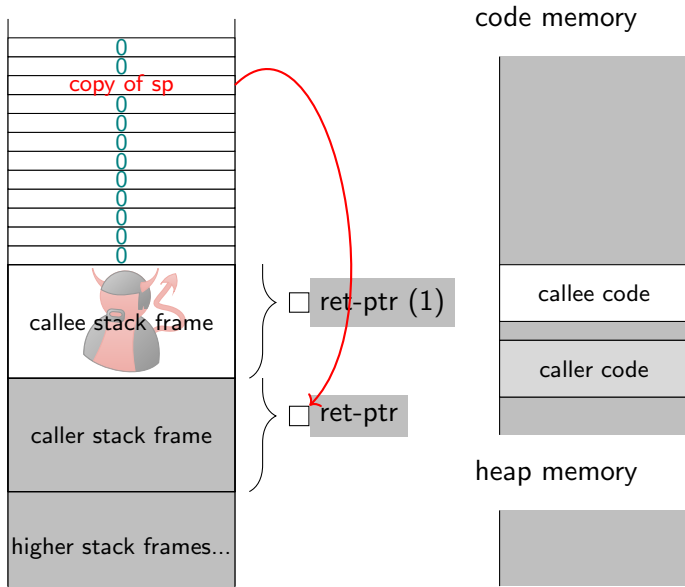 code memory
0
0
copy of sp
0
0
0
0
0
0
0
0
0
callee stack frame
ret-ptr (1)
caller stack frame
ret-ptr
higher stack frames...
callee code
caller code
heap memory